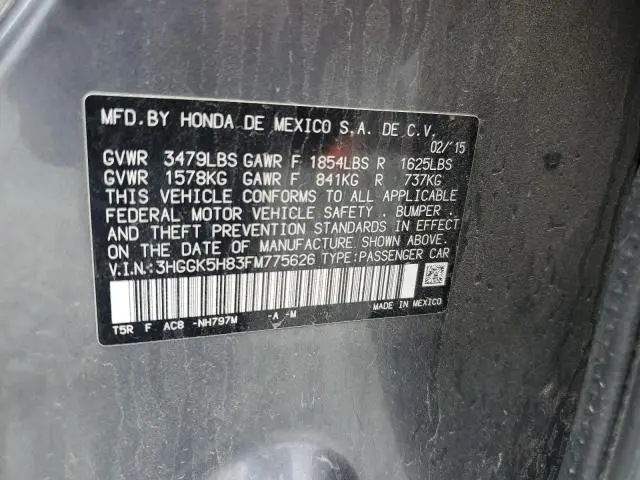 MFD.BY HONDA DE MEXICO S.A. DE C.V.
02/'15
GVWR 3479LBS GAWR F 1854LBS R 1625LBS
GVWR 1578KG GAWR F 841KG R 737KG
THIS VEHICLE CONFORMS TO ALL APPLICABLE
FEDERAL MOTOR VEHICLE SAFETY , BUMPER ,
AND THEFT PREVENTION STANDARDS IN EFFECT
ON THE DATE OF MANUFACTURE SHOWN ABOVE.
V.I.N.:3HGGK5H83FM775626 TYPE:PASSENGER CAR
MADE IN MEXICO
T5R F AC8 -NH797M -A -M